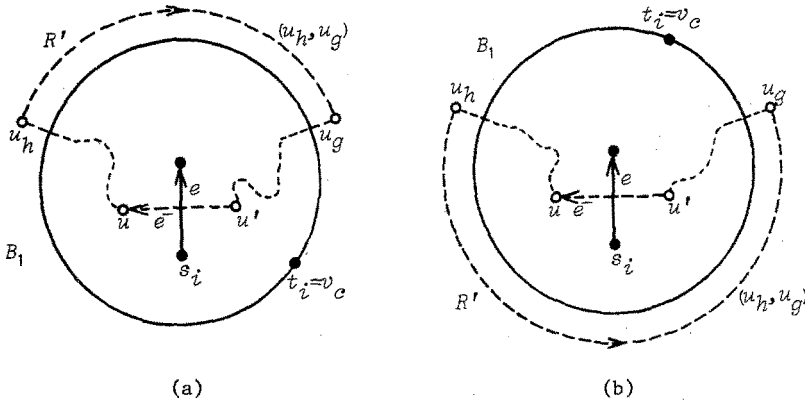 R'
(u_h, u_g)
B_1
u_h
u_g
e
u
e^-
u'
s_i
t_i=v_c
(a)
t_i=v_c
B_1
u_h
u_g
e
u
e^-
u'
s_i
R'
(u_h, u_g)
(b)